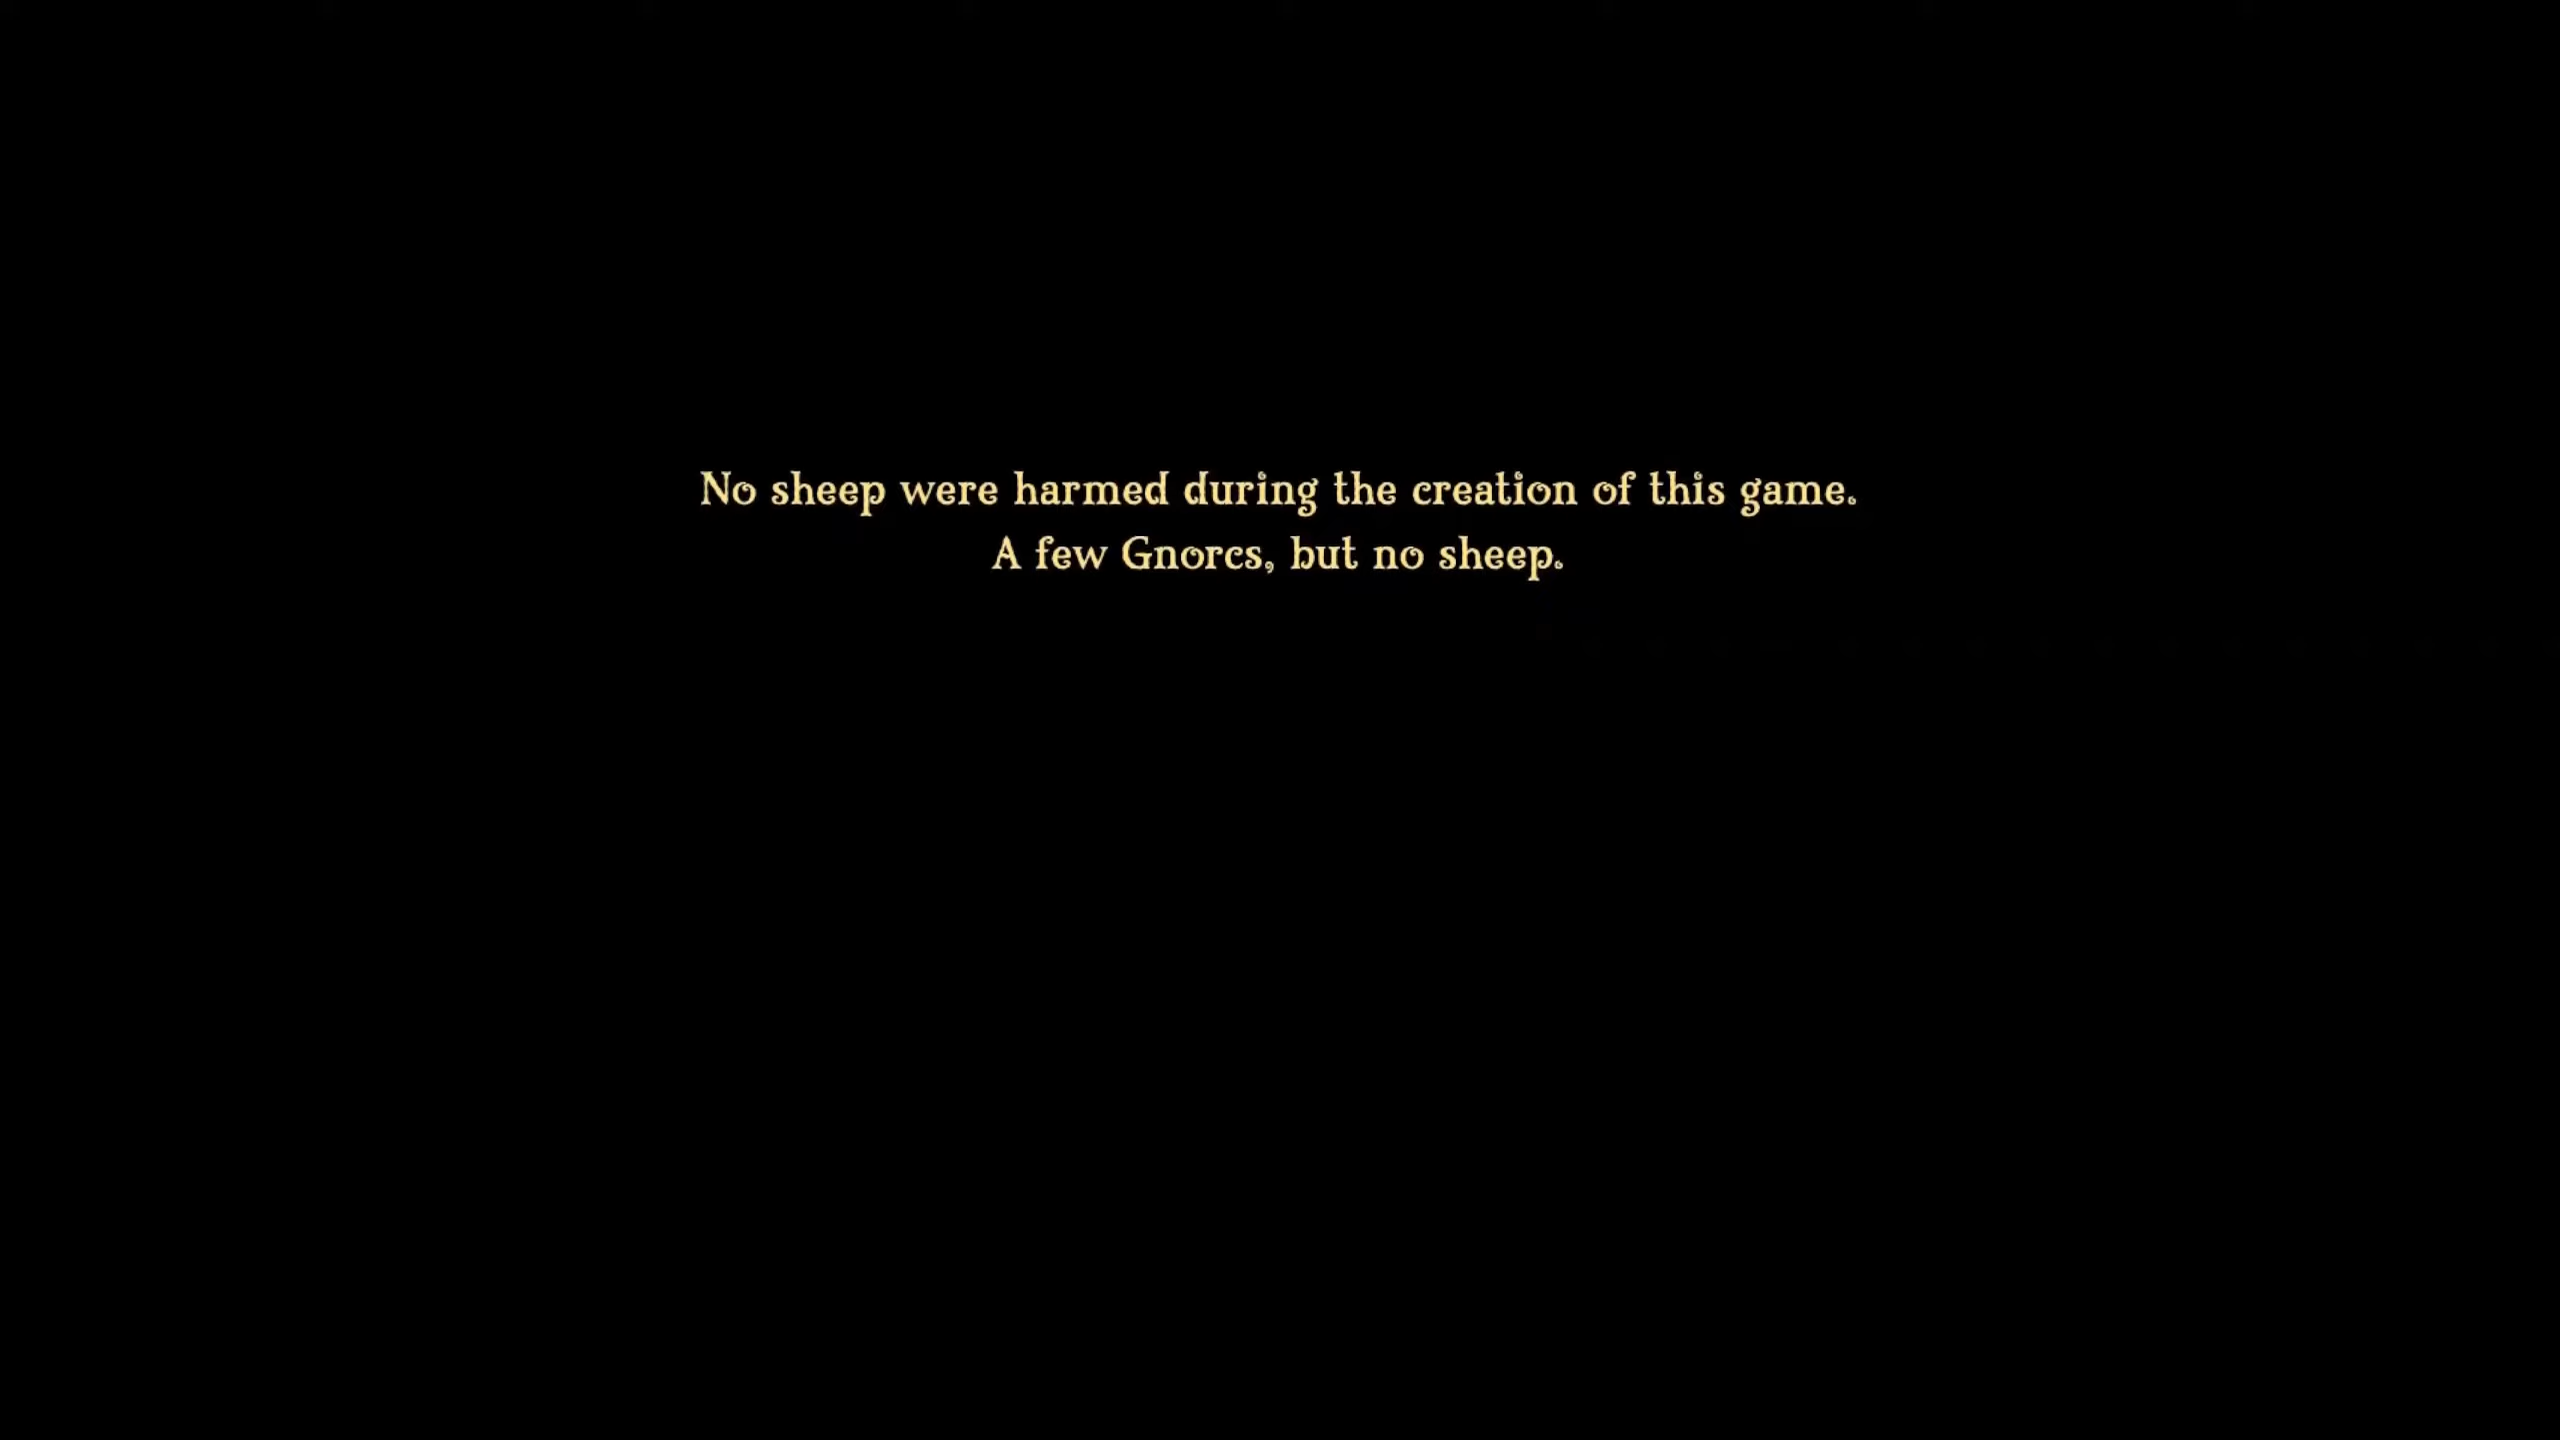 No sheep were harmed during the creation of this game.
A few Gnorcs, but no sheep.